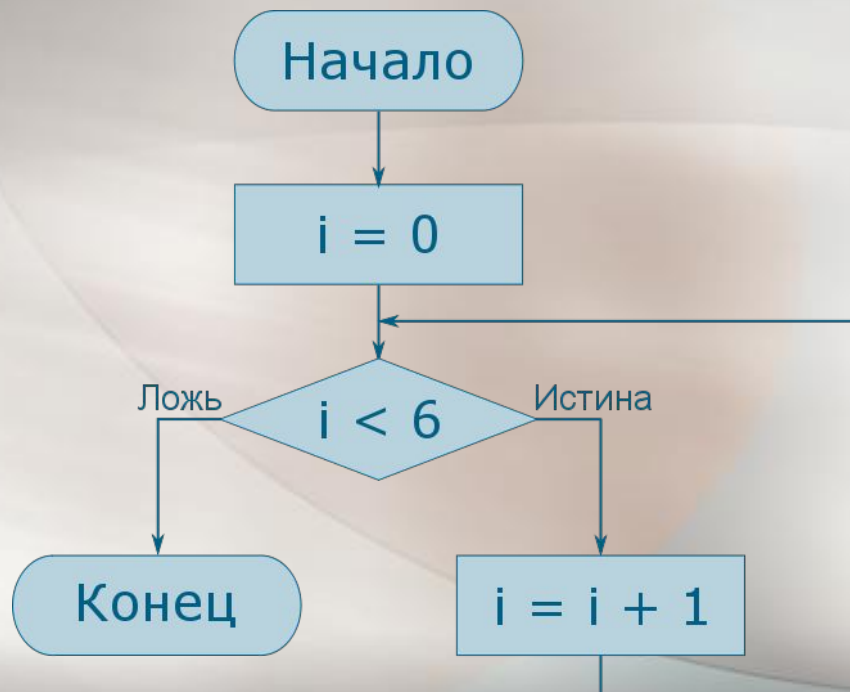 Начало
i = 0
Ложь
i < 6
Истина
Конец
i = i + 1